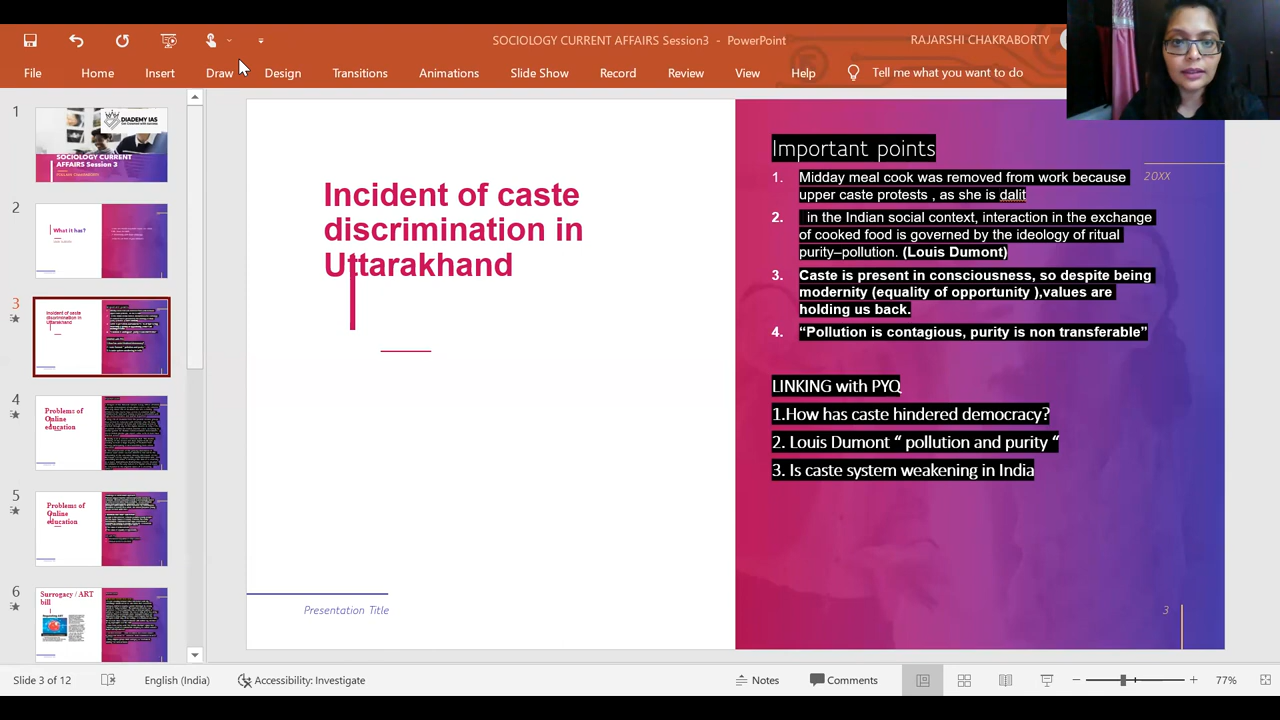 SOCIOLOGY CURRENT AFFAIRS Session3 - PowerPoint
RAJARSHI CHAKRABORTY
File Home Insert Draw Design Transitions Animations Slide Show Record Review View Help Tell me what you want to do
1
DIADEMY IAS
SOCIOLOGY CURRENT
AFFAIRS Session 3
2
What it has?
3
Incident of caste
discrimination in
Uttarakhand
4
Problems of
Online
education
5
Problems of
Online
education
6
Surrogacy / ART
bill
Incident of caste
discrimination in
Uttarakhand
Presentation Title
Important points
20XX
1. Midday meal cook was removed from work because
upper caste protests , as she is dalit
2. in the Indian social context, interaction in the exchange
of cooked food is governed by the ideology of ritual
purity–pollution. (Louis Dumont)
3. Caste is present in consciousness, so despite being
modernity (equality of opportunity ),values are
holding us back.
4. “Pollution is contagious, purity is non transferable”
LINKING with PYQ
1.How has caste hindered democracy?
2. Louis Dumont “ pollution and purity “
3. Is caste system weakening in India
3
Slide 3 of 12 English (India) Accessibility: Investigate Notes Comments 77%